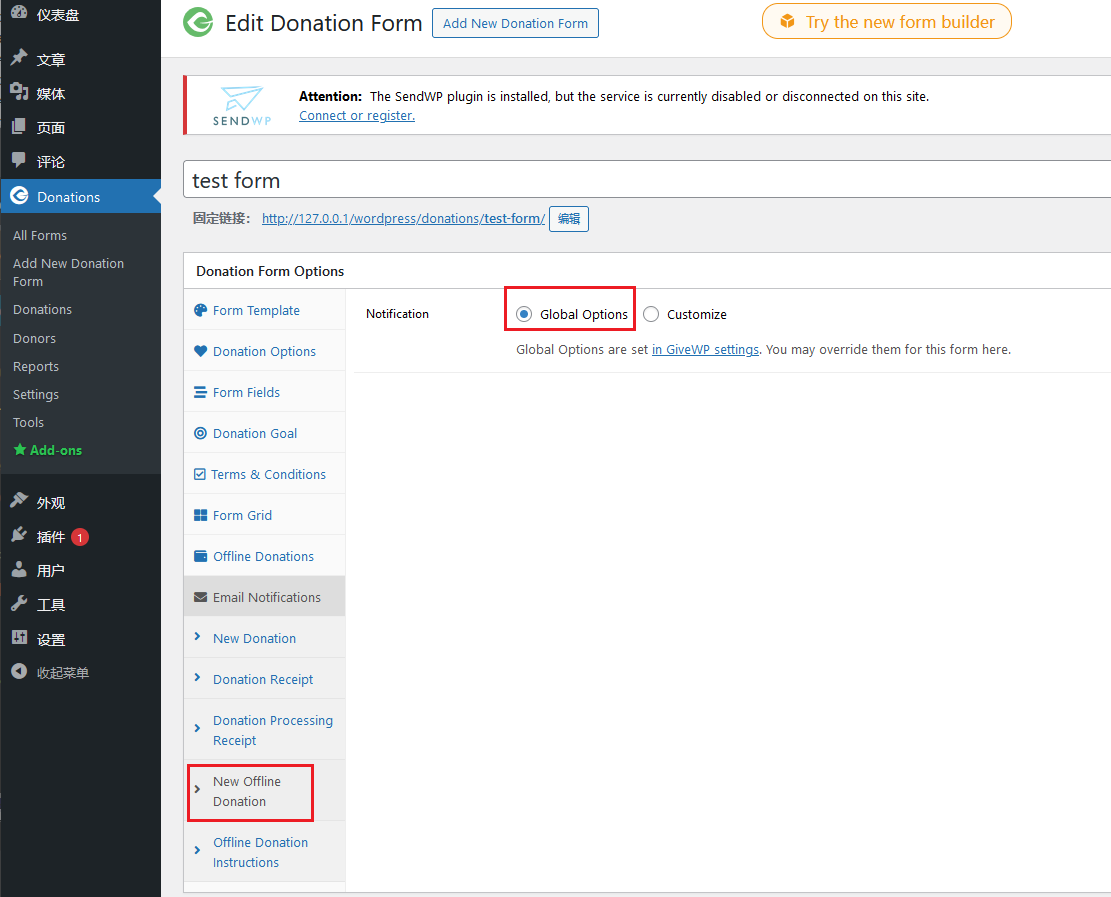 仪表盘
文章
媒体
页面
评论
Donations
All Forms
Add New Donation
Form
Donations
Donors
Reports
Settings
Tools
Add-ons
外观
插件 1
用户
工具
设置
收起菜单
Edit Donation Form
Add New Donation Form
Try the new form builder
SENDWP
Attention: The SendWP plugin is installed, but the service is currently disabled or disconnected on this site.
Connect or register.
test form
固定链接: http://127.0.0.1/wordpress/donations/test-form/ 编辑
Donation Form Options
Form Template
Donation Options
Form Fields
Donation Goal
Terms & Conditions
Form Grid
Offline Donations
Email Notifications
New Donation
Donation Receipt
Donation Processing
Receipt
New Offline
Donation
Offline Donation
Instructions
Notification
Global Options
Customize
Global Options are set in GiveWP settings. You may override them for this form here.